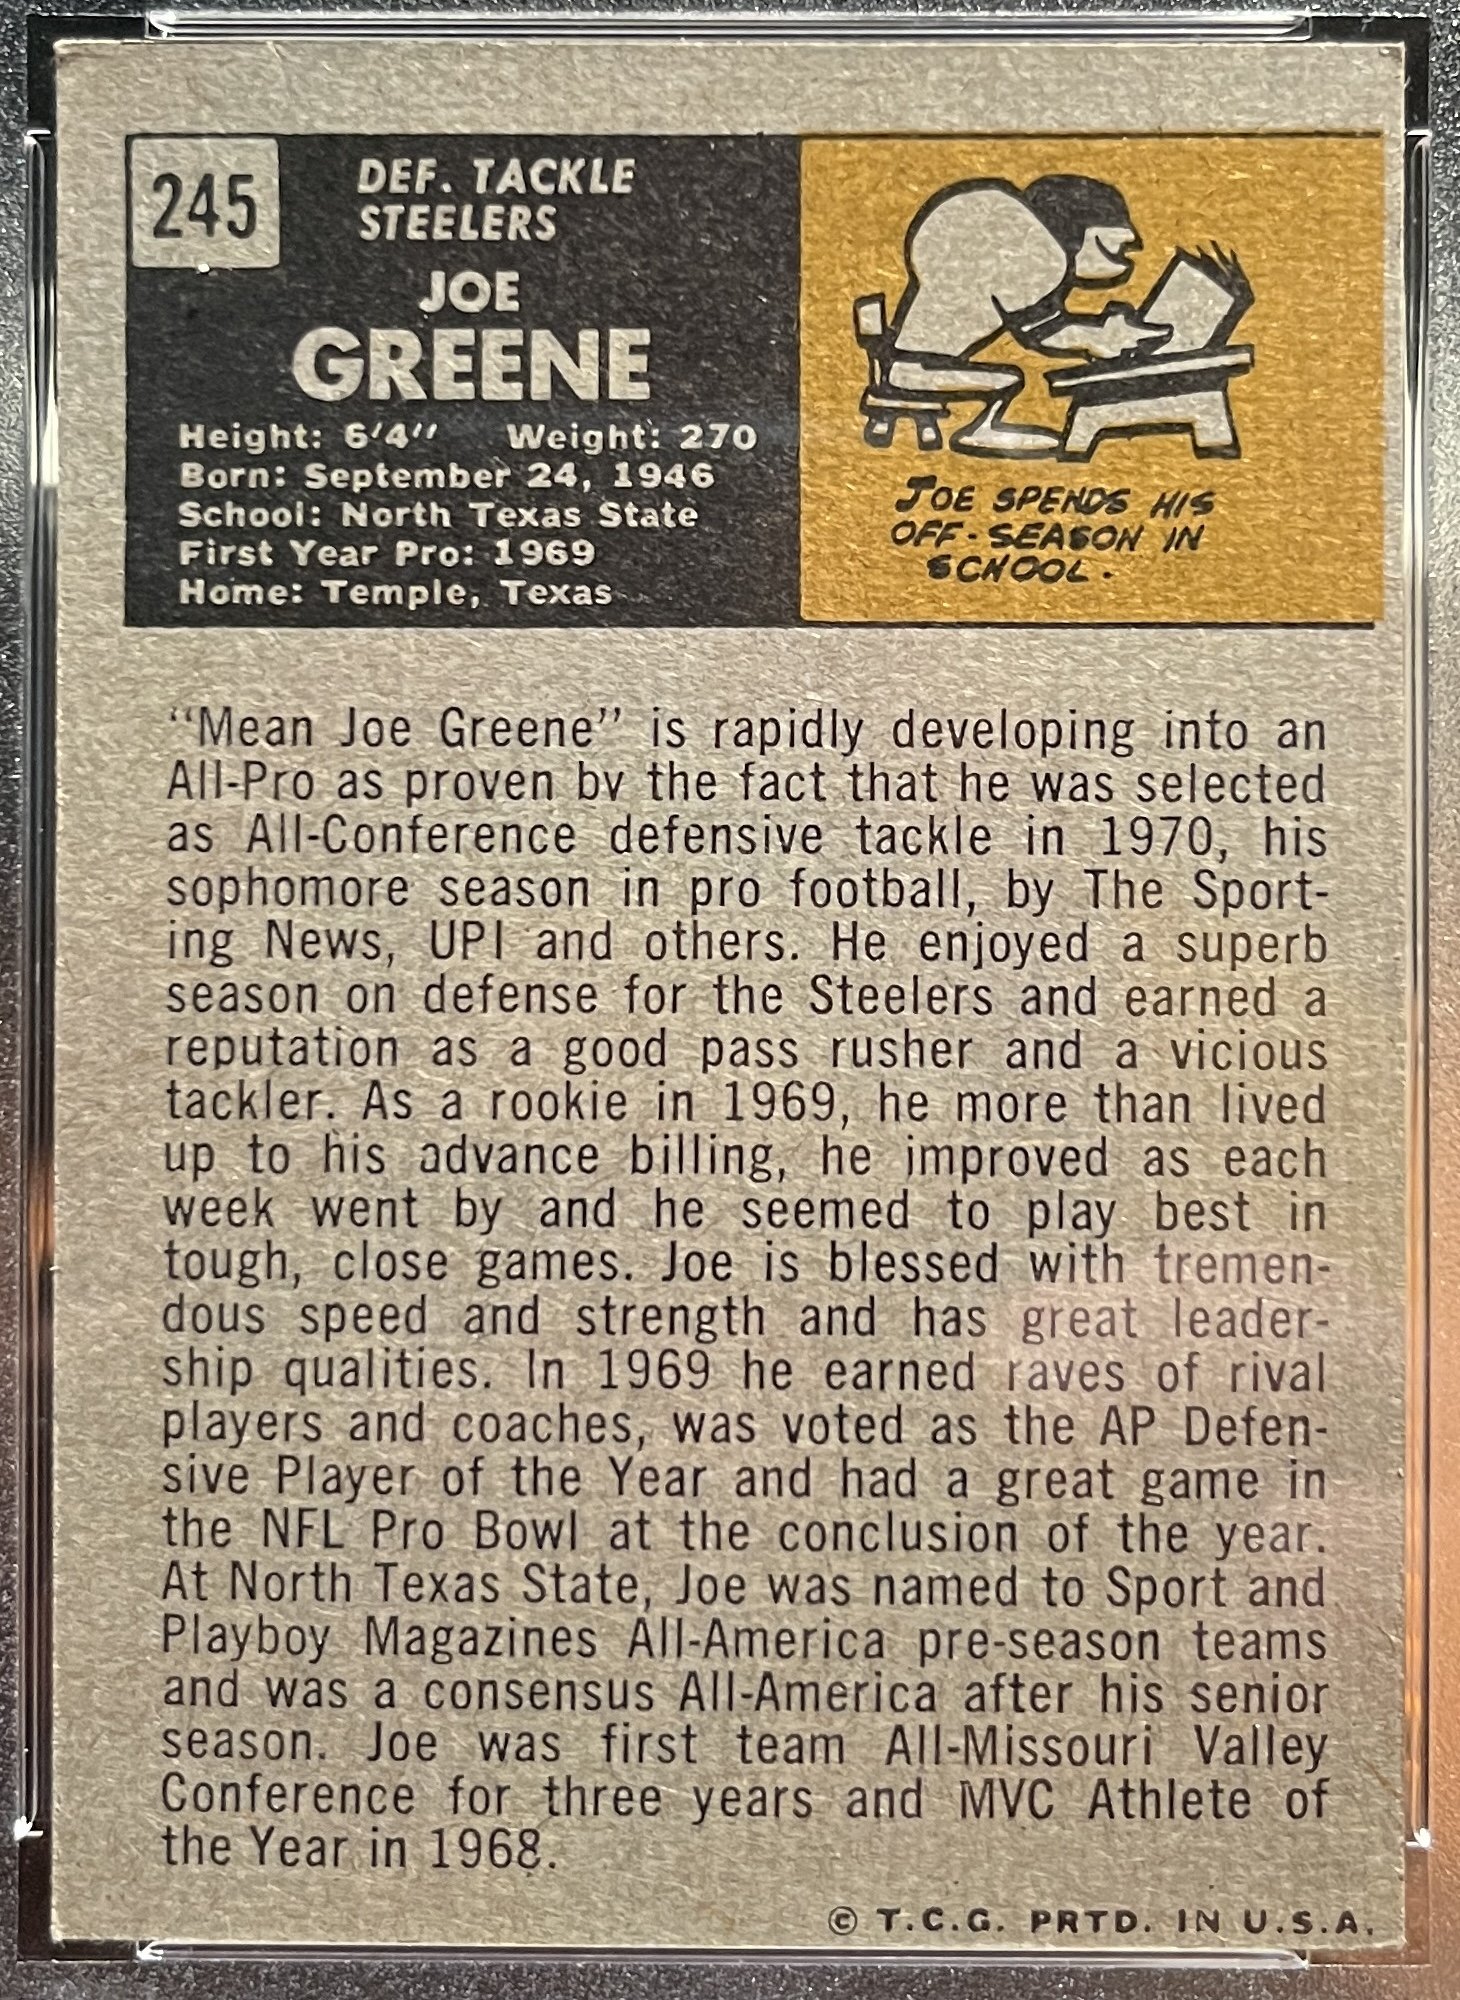 245
DEF. TACKLE
STEELERS
JOE
GREENE
Height: 6'4'' Weight: 270
Born: September 24, 1946
School: North Texas State
First Year Pro: 1969
Home: Temple, Texas
JOE SPENDS HIS
OFF-SEASON IN
SCHOOL.
“Mean Joe Greene” is rapidly developing into an
All-Pro as proven by the fact that he was selected
as All-Conference defensive tackle in 1970, his
sophomore season in pro football, by The Sport-
ing News, UPI and others. He enjoyed a superb
season on defense for the Steelers and earned a
reputation as a good pass rusher and a vicious
tackler. As a rookie in 1969, he more than lived
up to his advance billing, he improved as each
week went by and he seemed to play best in
tough, close games. Joe is blessed with tremen-
dous speed and strength and has great leader-
ship qualities. In 1969 he earned raves of rival
players and coaches, was voted as the AP Defen-
sive Player of the Year and had a great game in
the NFL Pro Bowl at the conclusion of the year.
At North Texas State, Joe was named to Sport and
Playboy Magazines All-America pre-season teams
and was a consensus All-America after his senior
season. Joe was first team All-Missouri Valley
Conference for three years and MVC Athlete of
the Year in 1968.
© T.C.G. PRTD. IN U.S.A.